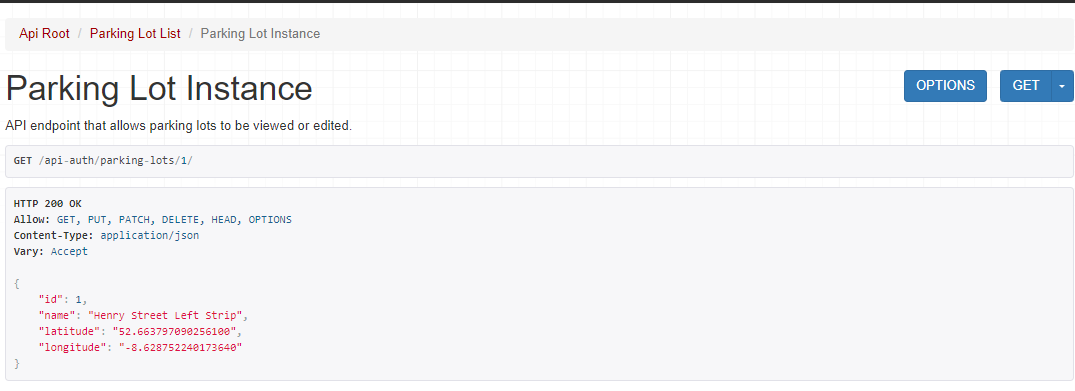 Api Root / Parking Lot List / Parking Lot Instance
Parking Lot Instance
OPTIONS
GET
API endpoint that allows parking lots to be viewed or edited.
GET /api-auth/parking-lots/1/
HTTP 200 OK
Allow: GET, PUT, PATCH, DELETE, HEAD, OPTIONS
Content-Type: application/json
Vary: Accept
{
    "id": 1,
    "name": "Henry Street Left Strip",
    "latitude": "52.663797090256100",
    "longitude": "-8.628752240173640"
}